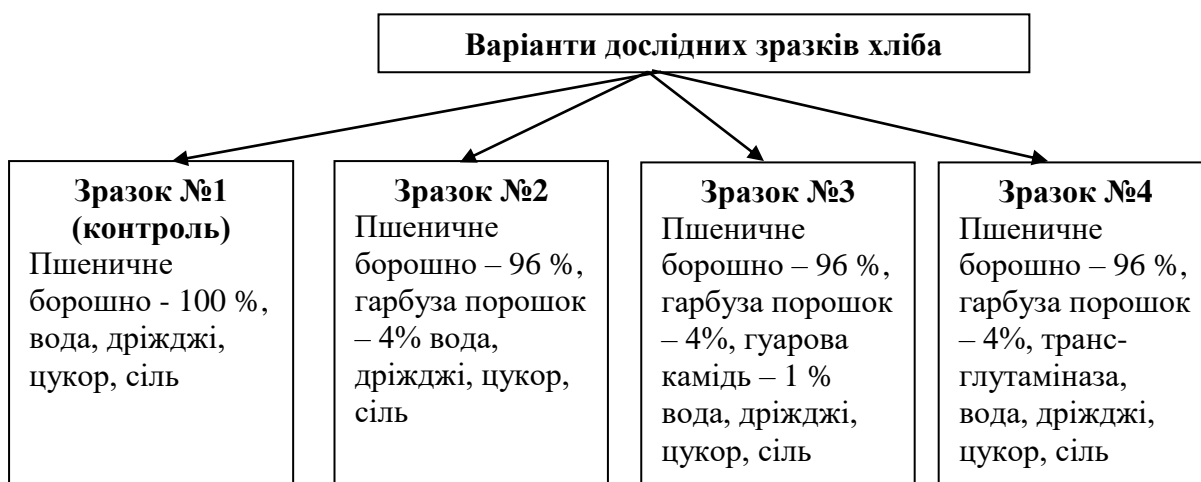 Варіанти дослідних зразків хліба
Зразок №1
(контроль)
Пшеничне
борошно - 100 %,
вода, дріжджі,
цукор, сіль
Зразок №2
Пшеничне
борошно – 96 %,
гарбуза порошок
– 4% вода,
дріжджі, цукор,
сіль
Зразок №3
Пшеничне
борошно – 96 %,
гарбуза порошок
– 4%, гуарова
камідь – 1 %
вода, дріжджі,
цукор, сіль
Зразок №4
Пшеничне
борошно – 96 %,
гарбуза порошок
– 4%, транс-
глутаміназа,
вода, дріжджі,
цукор, сіль